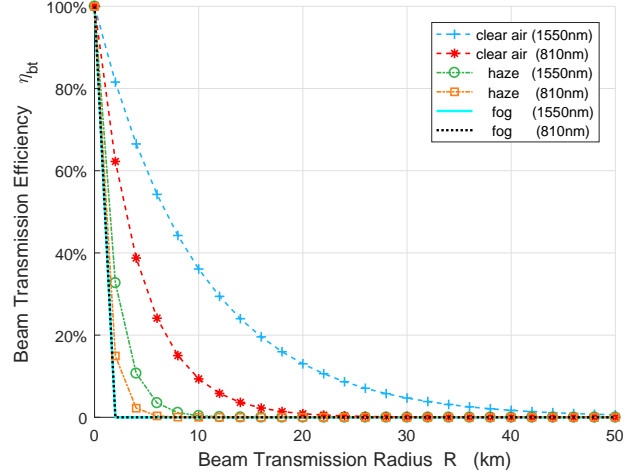 100%
80%
60%
40%
20%
0
0
10
20
30
40
50
Beam Transmission Efficiency η_bt
Beam Transmission Radius R (km)
clear air (1550nm)
clear air (810nm)
haze (1550nm)
haze (810nm)
fog (1550nm)
fog (810nm)